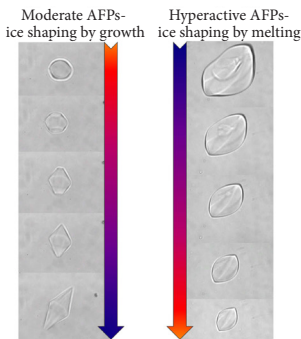 Moderate AFPs-
ice shaping by growth
Hyperactive AFPs-
ice shaping by melting